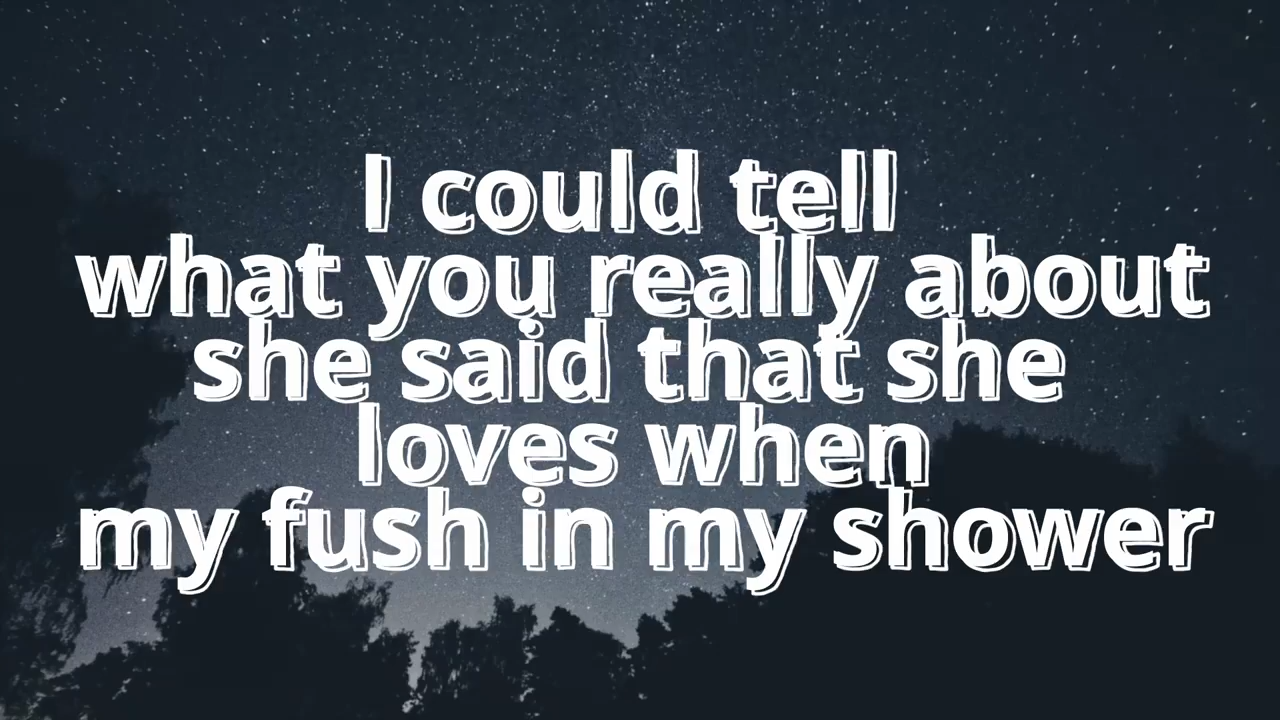 I could tell
what you really about
she said that she
loves when
my fush in my shower